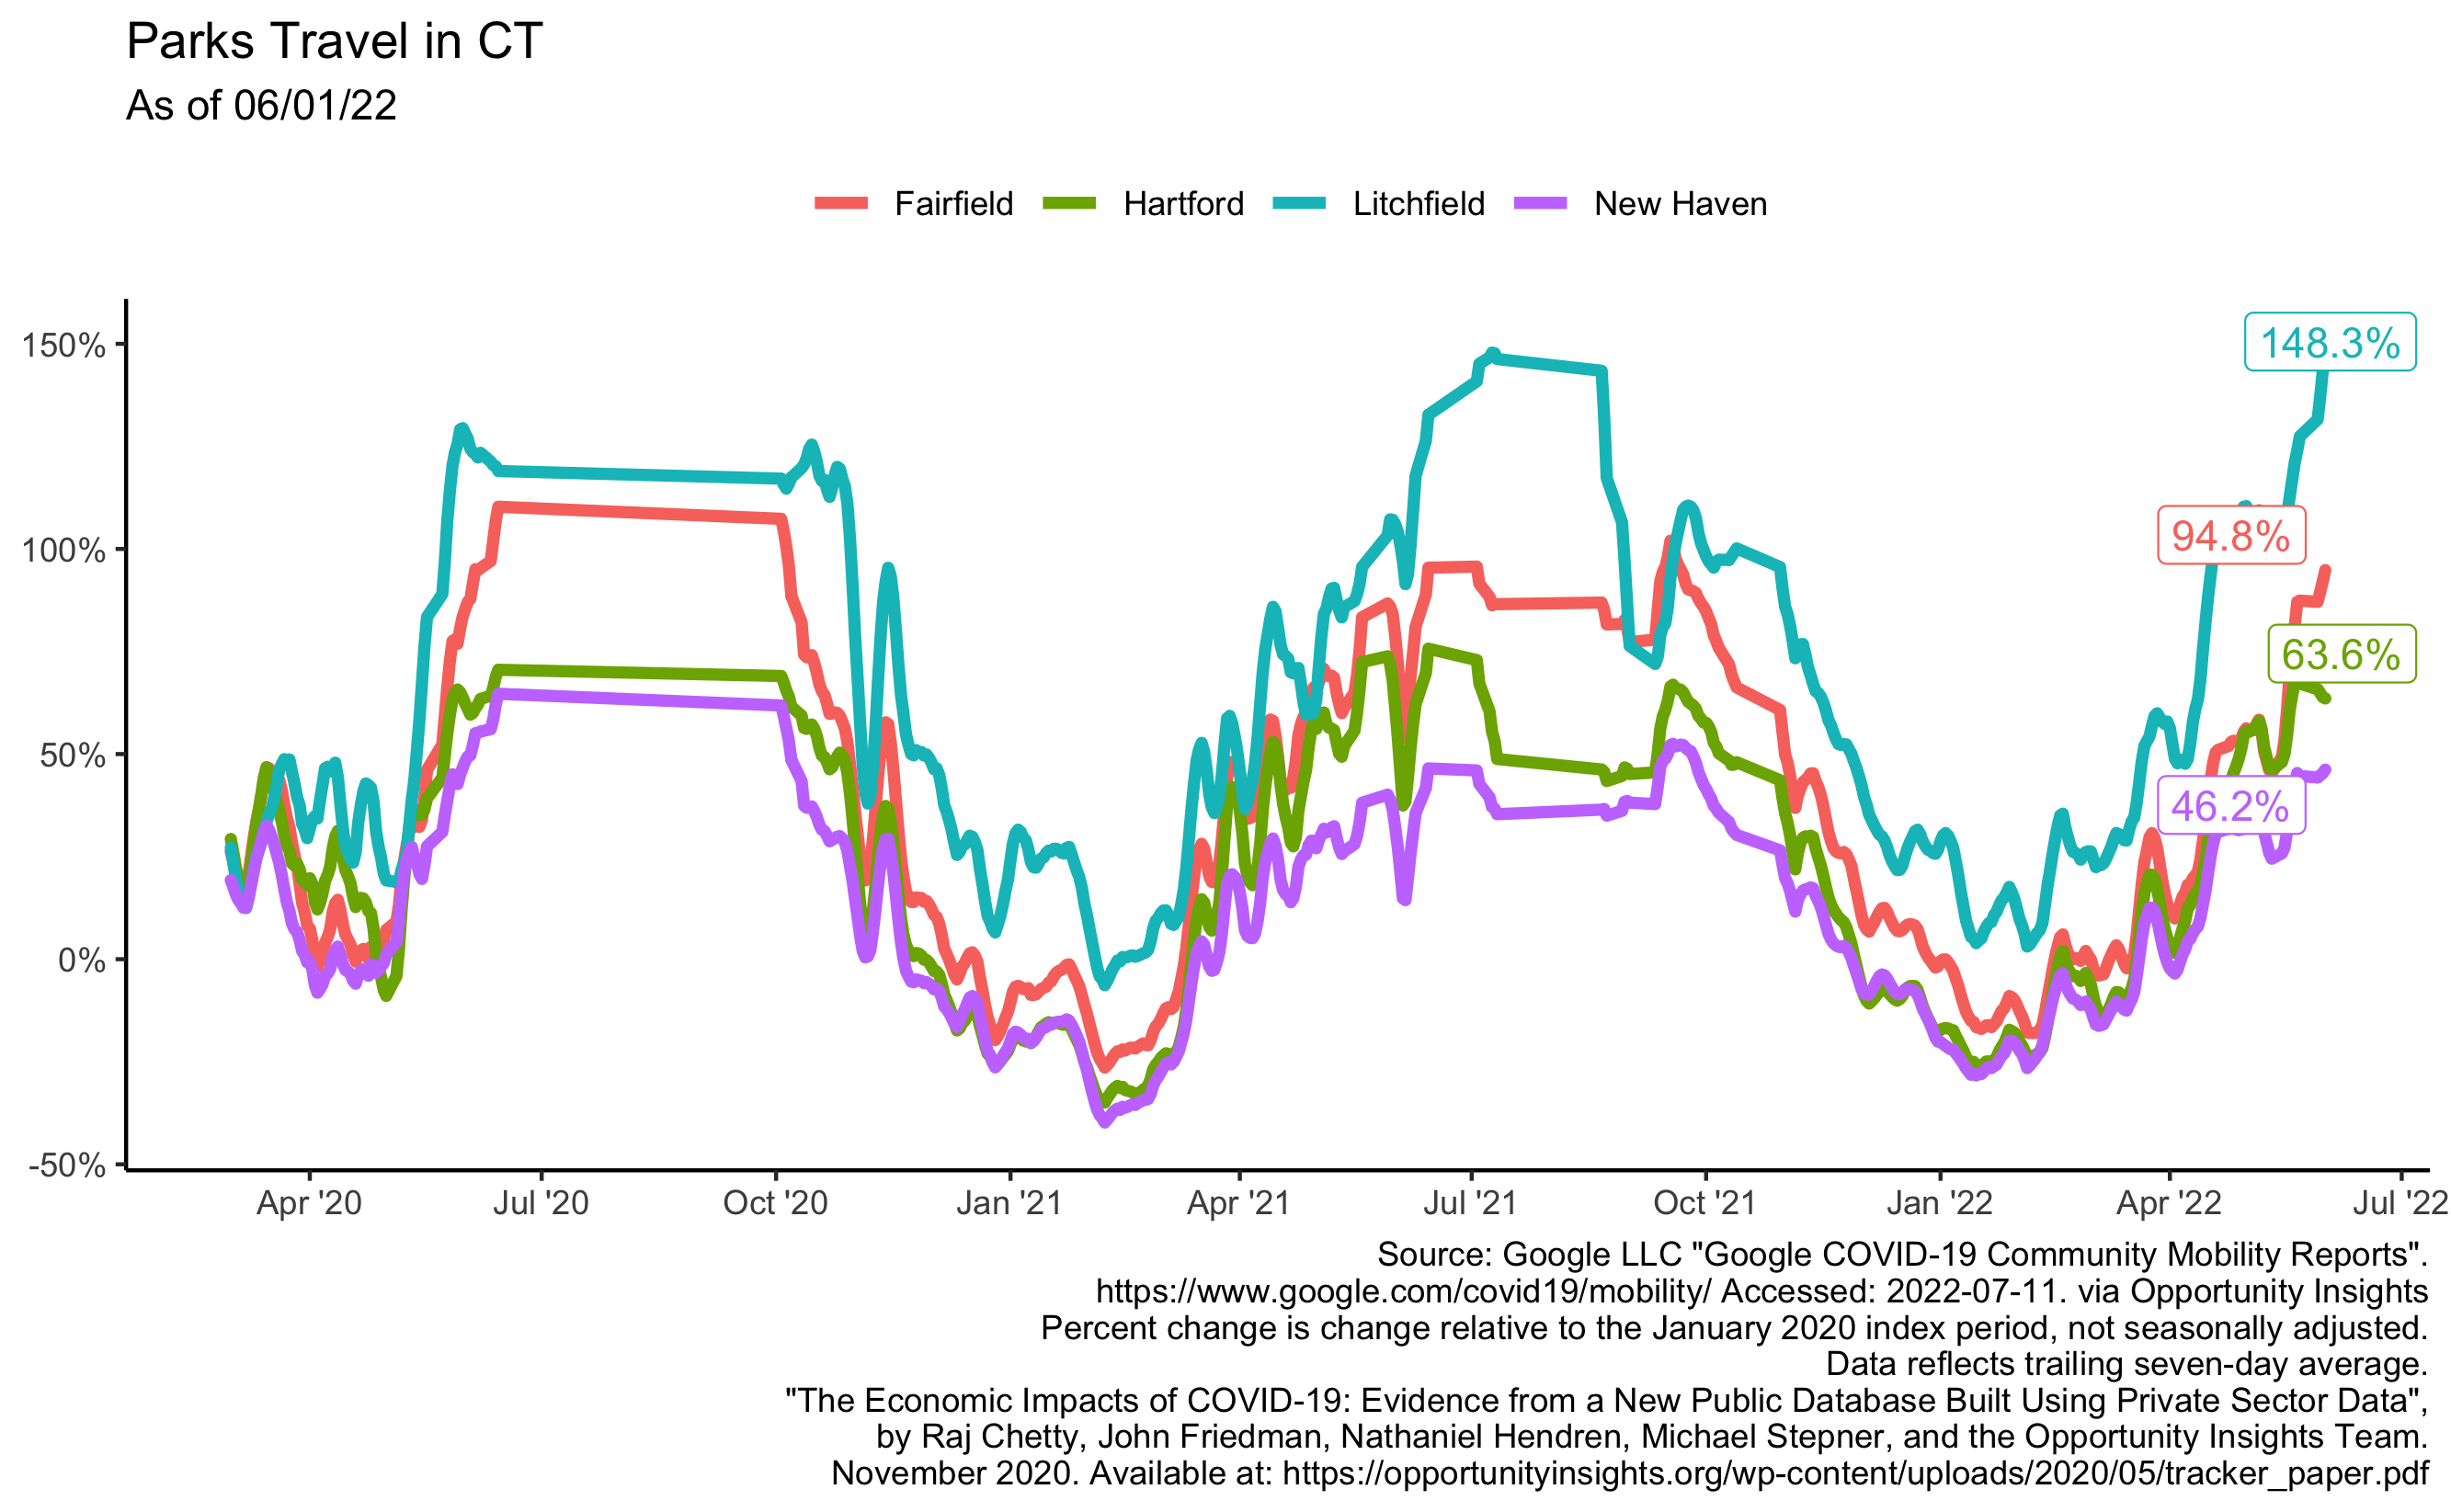 Parks Travel in CT
As of 06/01/22
Fairfield Hartford Litchfield New Haven
150%
100%
50%
0%
-50%
148.3%
94.8%
63.6%
46.2%
Apr '20 Jul '20 Oct '20 Jan '21 Apr '21 Jul '21 Oct '21 Jan '22 Apr '22 Jul '22
Source: Google LLC "Google COVID-19 Community Mobility Reports".
https://www.google.com/covid19/mobility/ Accessed: 2022-07-11. via Opportunity Insights
Percent change is change relative to the January 2020 index period, not seasonally adjusted.
Data reflects trailing seven-day average.
"The Economic Impacts of COVID-19: Evidence from a New Public Database Built Using Private Sector Data",
by Raj Chetty, John Friedman, Nathaniel Hendren, Michael Stepner, and the Opportunity Insights Team.
November 2020. Available at: https://opportunityinsights.org/wp-content/uploads/2020/05/tracker_paper.pdf